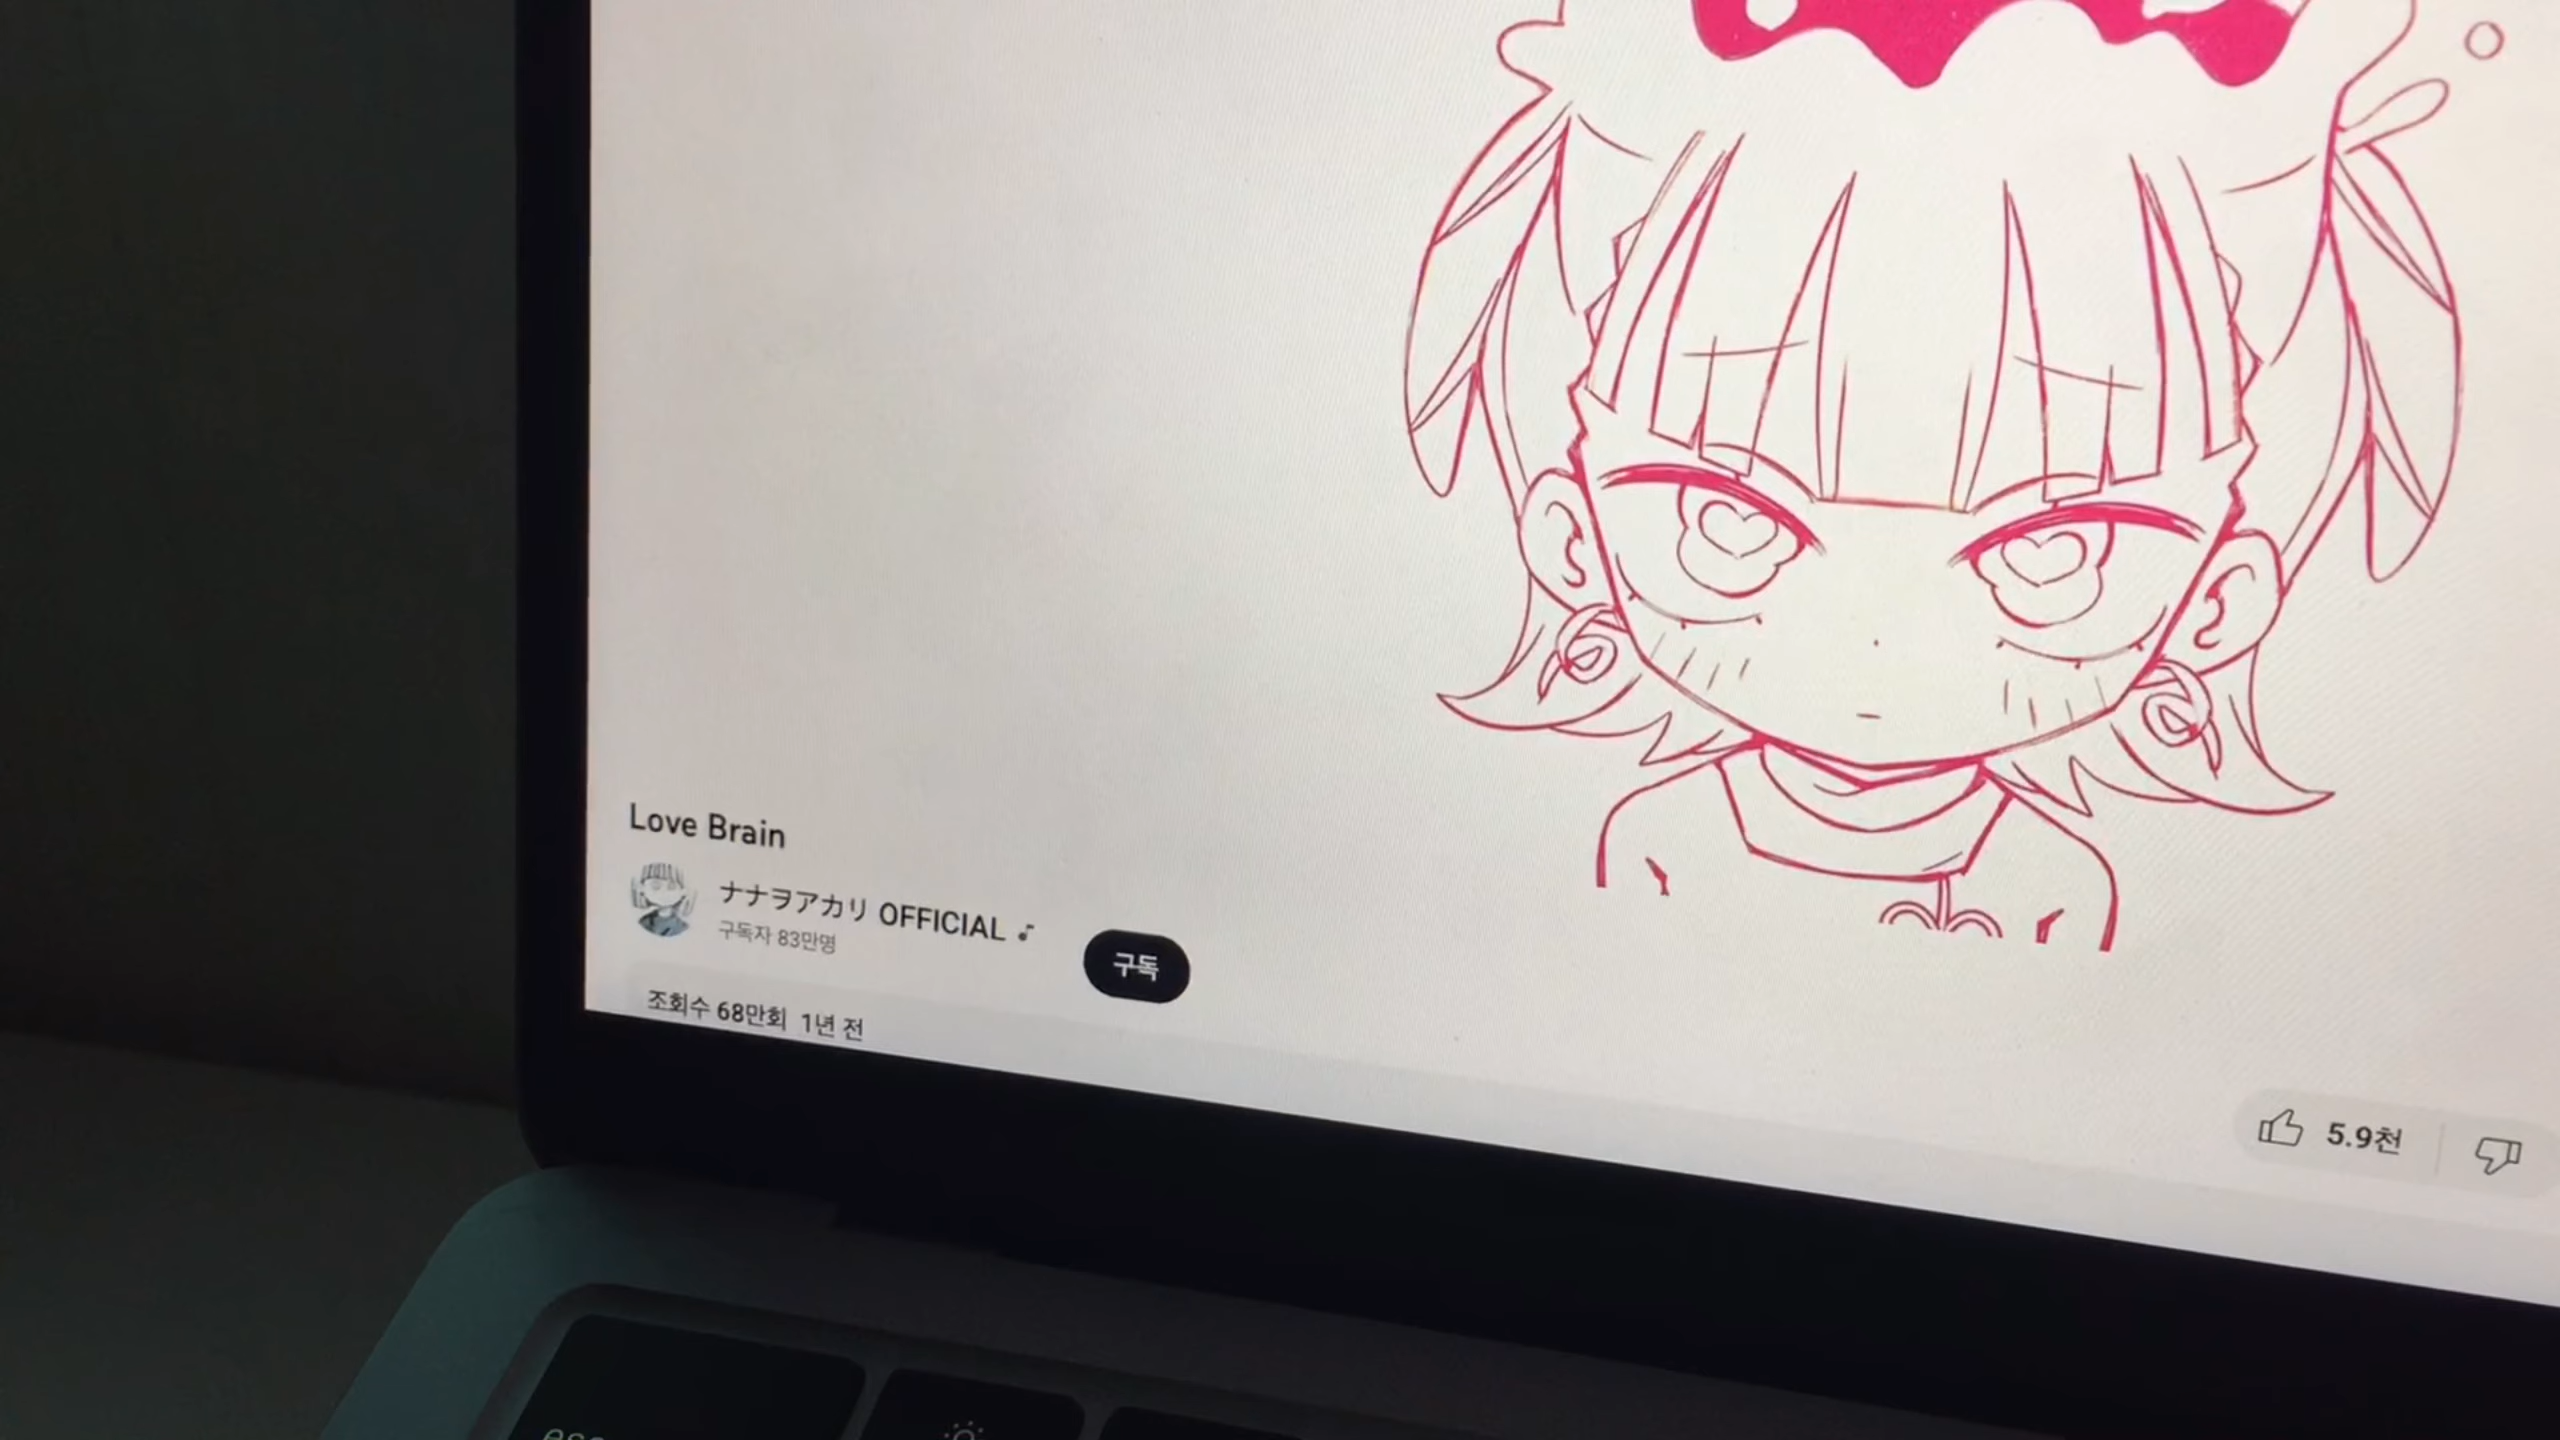 Love Brain
ナナヲアカリ OFFICIAL
구독자 83만명
구독
조회수 68만회 1년 전
5.9천
esc